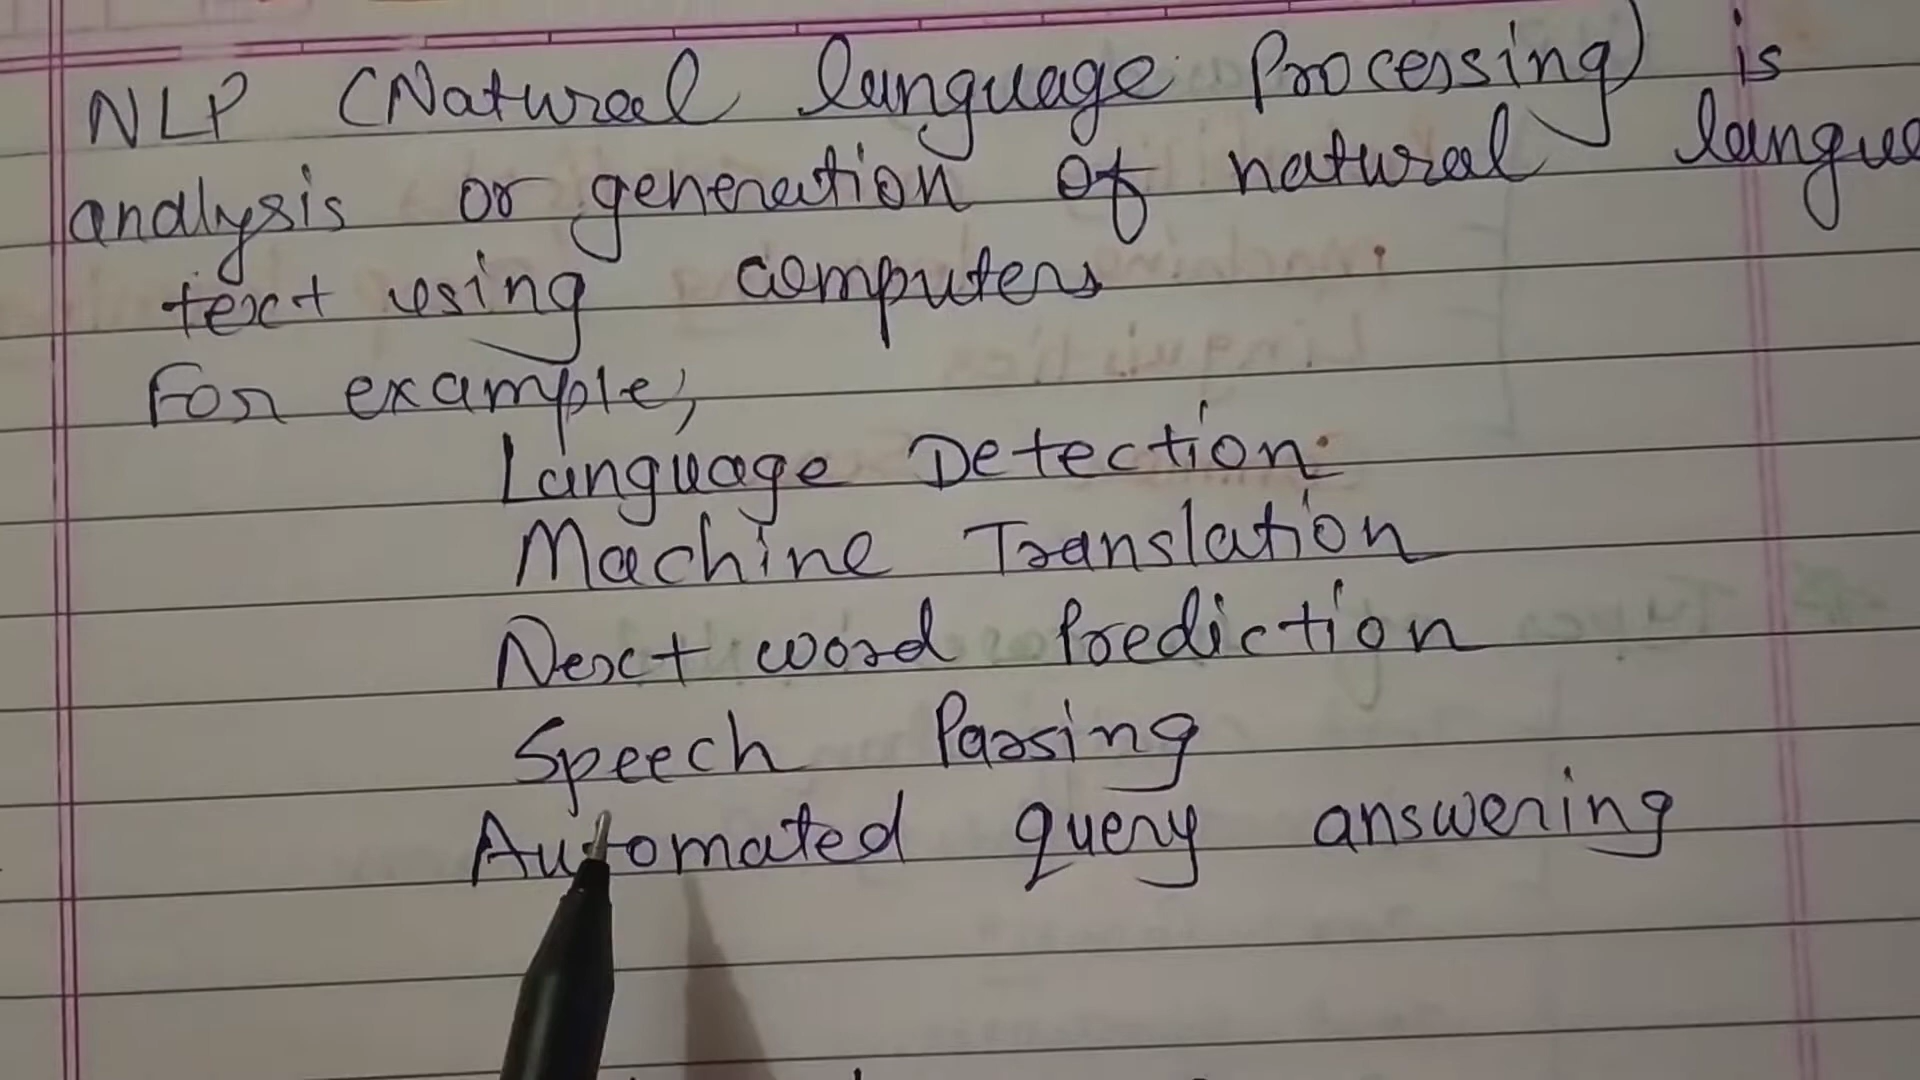 NLP (Natural language Processing) is
analysis or generation of natural langua
text using computers
For example,
Language Detection
Machine Translation
Next word Prediction
Speech Parsing
Automated query answering